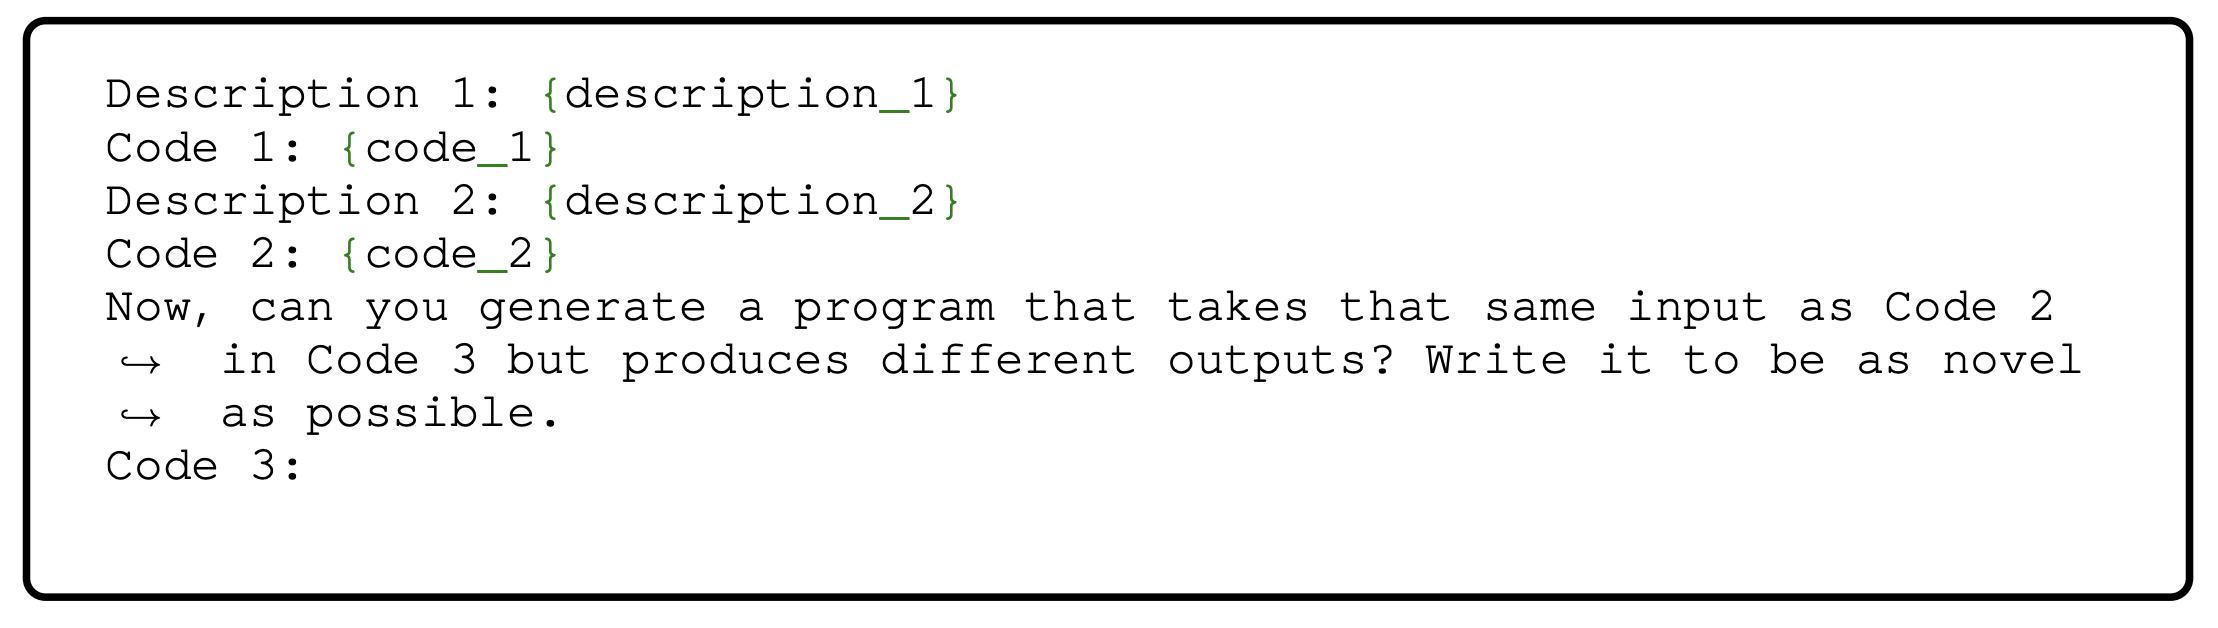 Description 1: {description_1}
Code 1: {code_1}
Description 2: {description_2}
Code 2: {code_2}
Now, can you generate a program that takes that same input as Code 2
↪ in Code 3 but produces different outputs? Write it to be as novel
↪ as possible.
Code 3: